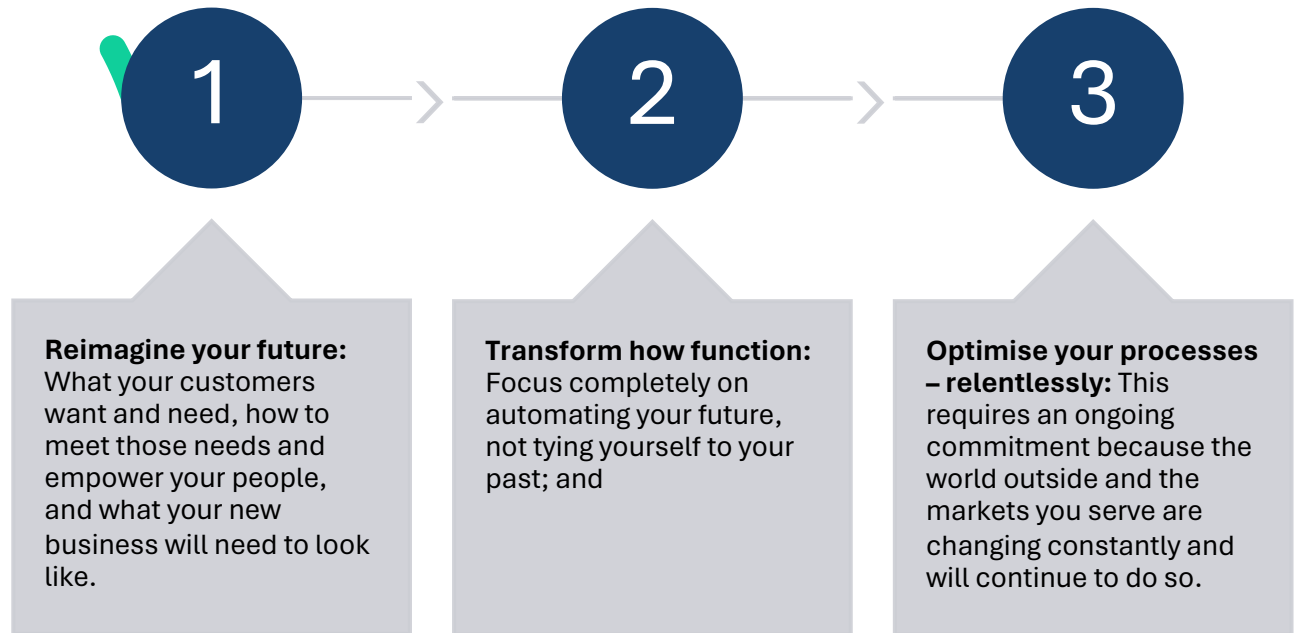 1
2
3
Reimagine your future:
What your customers
want and need, how to
meet those needs and
empower your people,
and what your new
business will need to look
like.
Transform how function:
Focus completely on
automating your future,
not tying yourself to your
past; and
Optimise your processes
– relentlessly: This
requires an ongoing
commitment because the
world outside and the
markets you serve are
changing constantly and
will continue to do so.